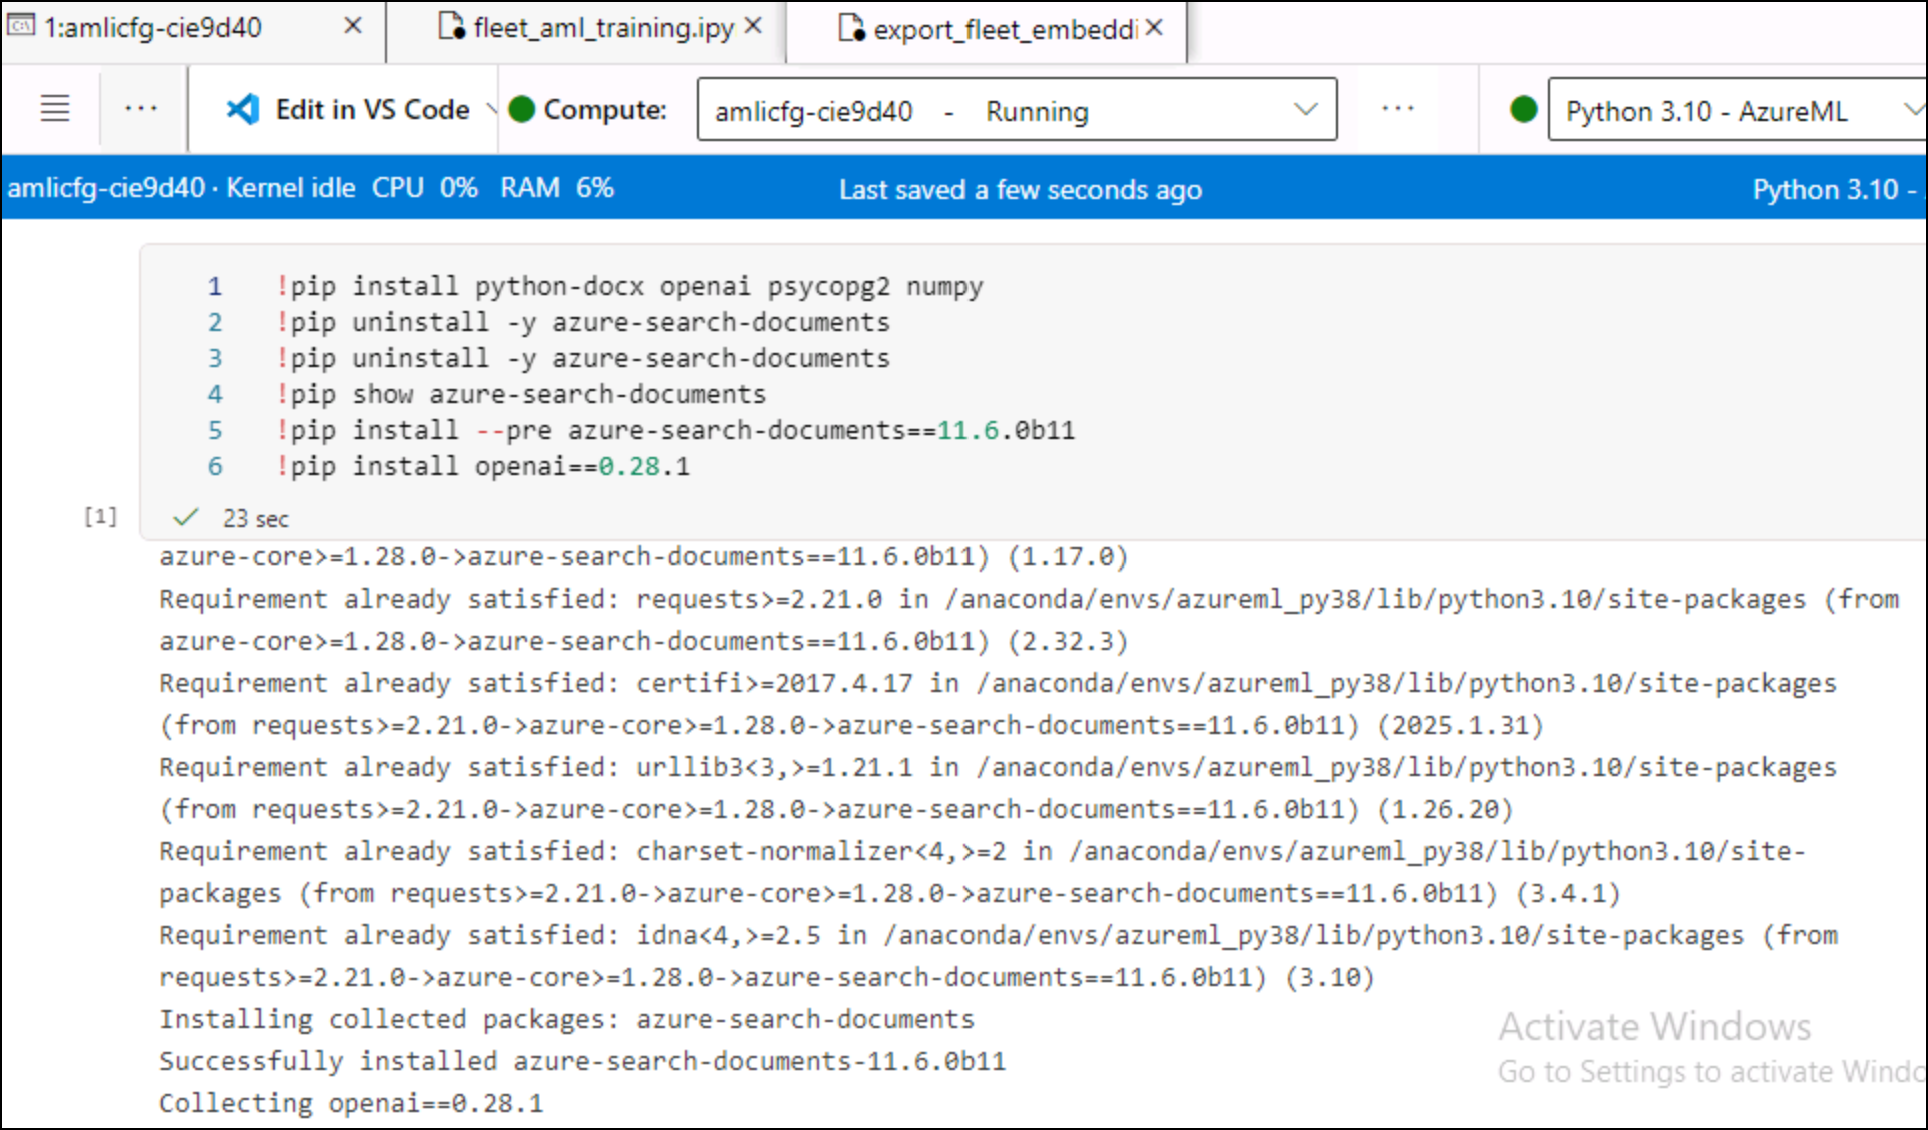 1:amlicfg-cie9d40
fleet_aml_training.ipy
export_fleet_embeddi
Edit in VS Code
Compute:
amlicfg-cie9d40 - Running
Python 3.10 - AzureML
amlicfg-cie9d40 · Kernel idle CPU 0% RAM 6%
Last saved a few seconds ago
Python 3.10 -
1 !pip install python-docx openai psycopg2 numpy
2 !pip uninstall -y azure-search-documents
3 !pip uninstall -y azure-search-documents
4 !pip show azure-search-documents
5 !pip install --pre azure-search-documents==11.6.0b11
6 !pip install openai==0.28.1
[1] 23 sec
azure-core>=1.28.0->azure-search-documents==11.6.0b11) (1.17.0)
Requirement already satisfied: requests>=2.21.0 in /anaconda/envs/azureml_py38/lib/python3.10/site-packages (from
azure-core>=1.28.0->azure-search-documents==11.6.0b11) (2.32.3)
Requirement already satisfied: certifi>=2017.4.17 in /anaconda/envs/azureml_py38/lib/python3.10/site-packages
(from requests>=2.21.0->azure-core>=1.28.0->azure-search-documents==11.6.0b11) (2025.1.31)
Requirement already satisfied: urllib3<3,>=1.21.1 in /anaconda/envs/azureml_py38/lib/python3.10/site-packages
(from requests>=2.21.0->azure-core>=1.28.0->azure-search-documents==11.6.0b11) (1.26.20)
Requirement already satisfied: charset-normalizer<4,>=2 in /anaconda/envs/azureml_py38/lib/python3.10/site-
packages (from requests>=2.21.0->azure-core>=1.28.0->azure-search-documents==11.6.0b11) (3.4.1)
Requirement already satisfied: idna<4,>=2.5 in /anaconda/envs/azureml_py38/lib/python3.10/site-packages (from
requests>=2.21.0->azure-core>=1.28.0->azure-search-documents==11.6.0b11) (3.10)
Installing collected packages: azure-search-documents
Successfully installed azure-search-documents-11.6.0b11
Collecting openai==0.28.1
Activate Windows
Go to Settings to activate Windo